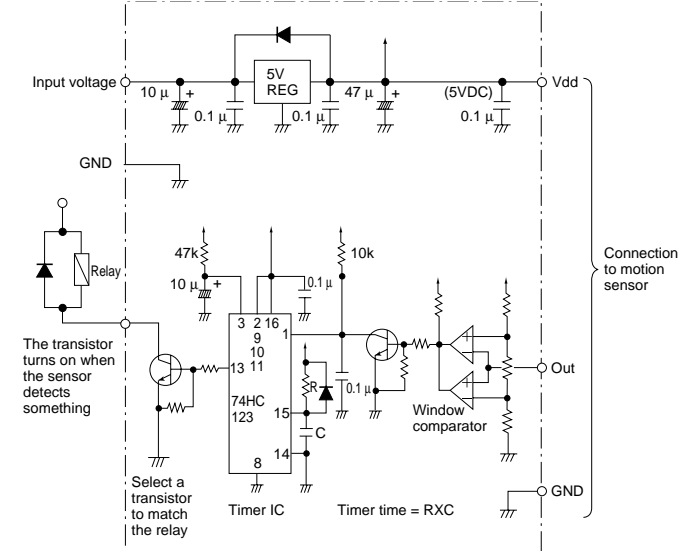 Input voltage
10 µ
+
0.1 µ
5V
REG
0.1 µ
47 µ
+
(5VDC)
0.1 µ
Vdd
GND
Relay
The transistor
turns on when
the sensor
detects
something
47k
10 µ
+
0.1 µ
10k
3 2 16
9
10
11
1
13
74HC
123
15
14
8
R
C
0.1 µ
+
−
+
−
Window
comparator
Out
Connection
to motion
sensor
GND
Select a
transistor
to match
the relay
Timer IC
Timer time = RXC